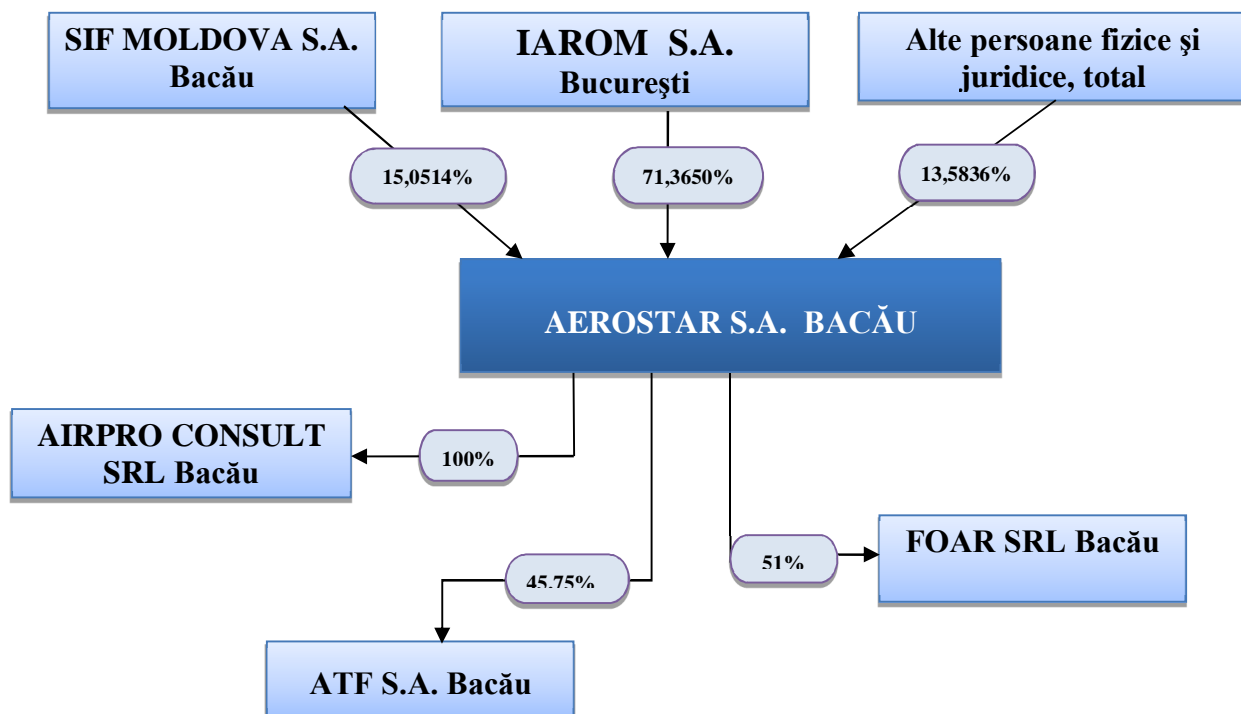 SIF MOLDOVA S.A.
Bacău
IAROM S.A.
Bucureşti
Alte persoane fizice şi
juridice, total
15,0514%
71,3650%
13,5836%
AEROSTAR S.A. BACĂU
AIRPRO CONSULT
SRL Bacău
100%
FOAR SRL Bacău
51%
45,75%
ATF S.A. Bacău